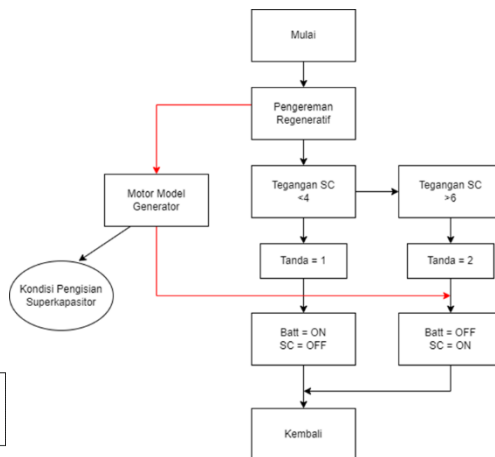 Mulai
Pengereman
Regeneratif
Motor Model
Generator
Tegangan SC
<4
Tegangan SC
>6
Kondisi Pengisian
Superkapasitor
Tanda = 1
Tanda = 2
Batt = ON
SC = OFF
Batt = OFF
SC = ON
Kembali